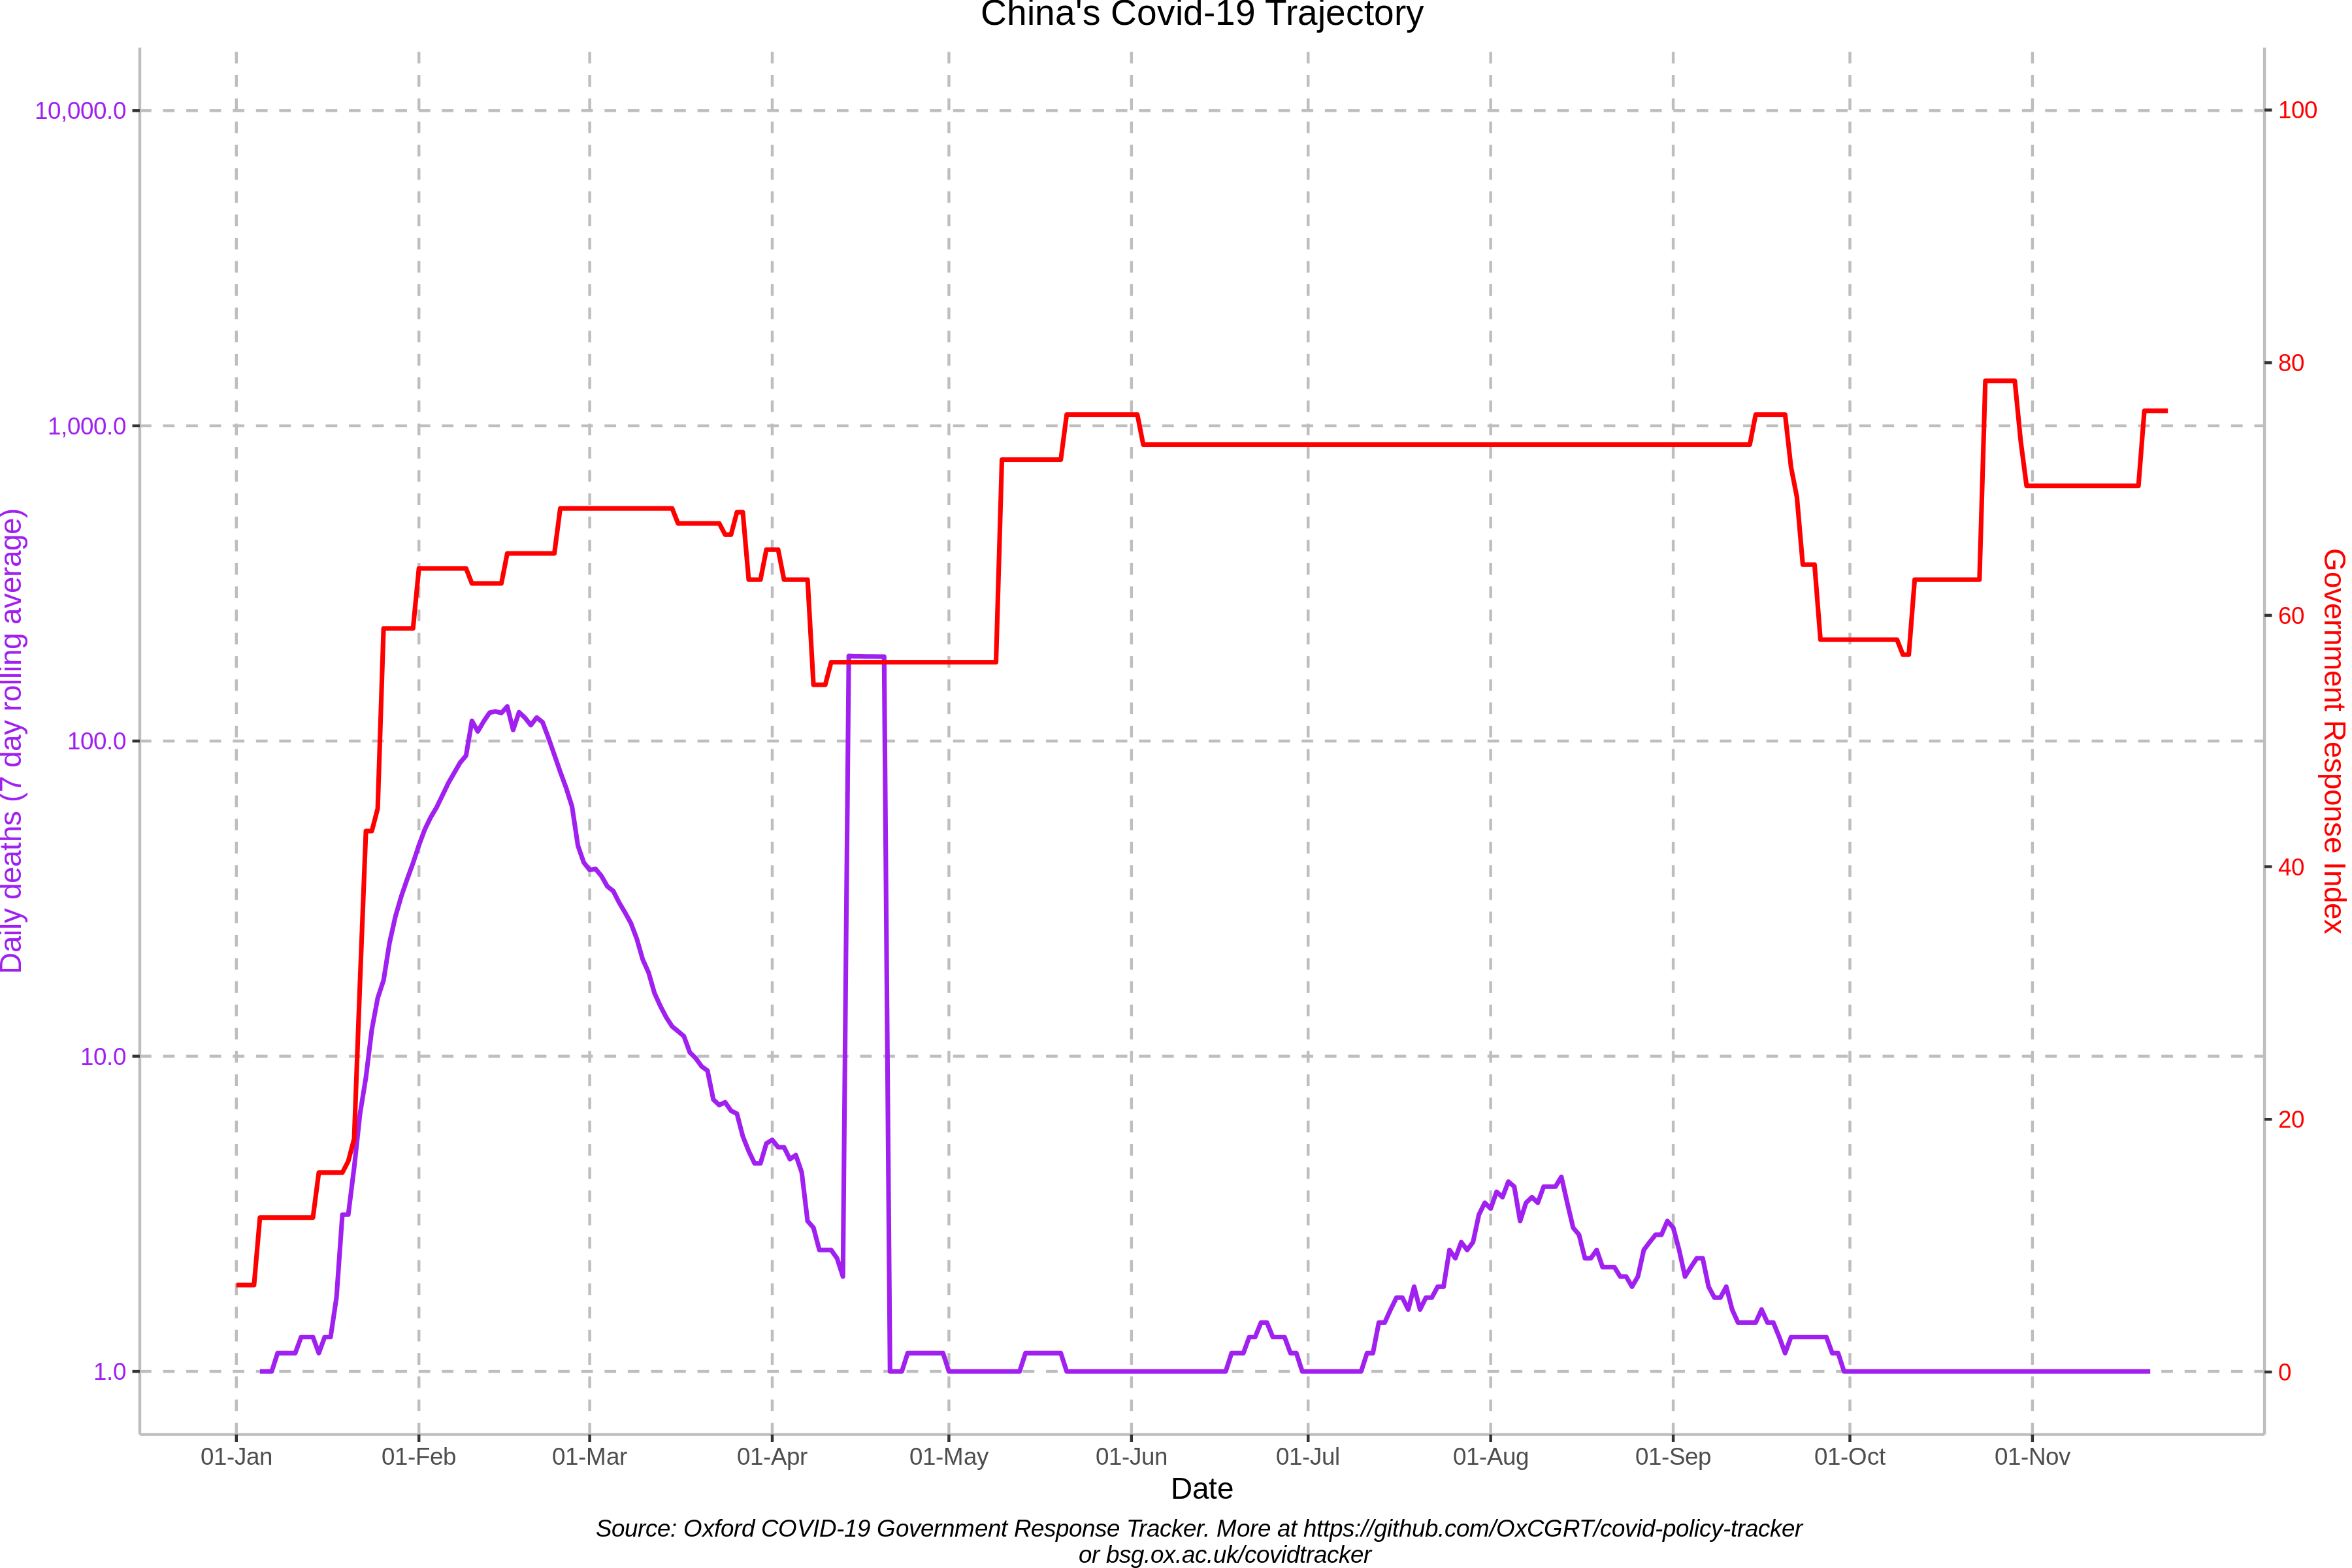 China's Covid-19 Trajectory
10,000.0
1,000.0
100.0
10.0
1.0
Daily deaths (7 day rolling average)
100
80
60
40
20
0
Government Response Index
01-Jan 01-Feb 01-Mar 01-Apr 01-May 01-Jun 01-Jul 01-Aug 01-Sep 01-Oct 01-Nov
Date
Source: Oxford COVID-19 Government Response Tracker. More at https://github.com/OxCGRT/covid-policy-tracker
or bsg.ox.ac.uk/covidtracker